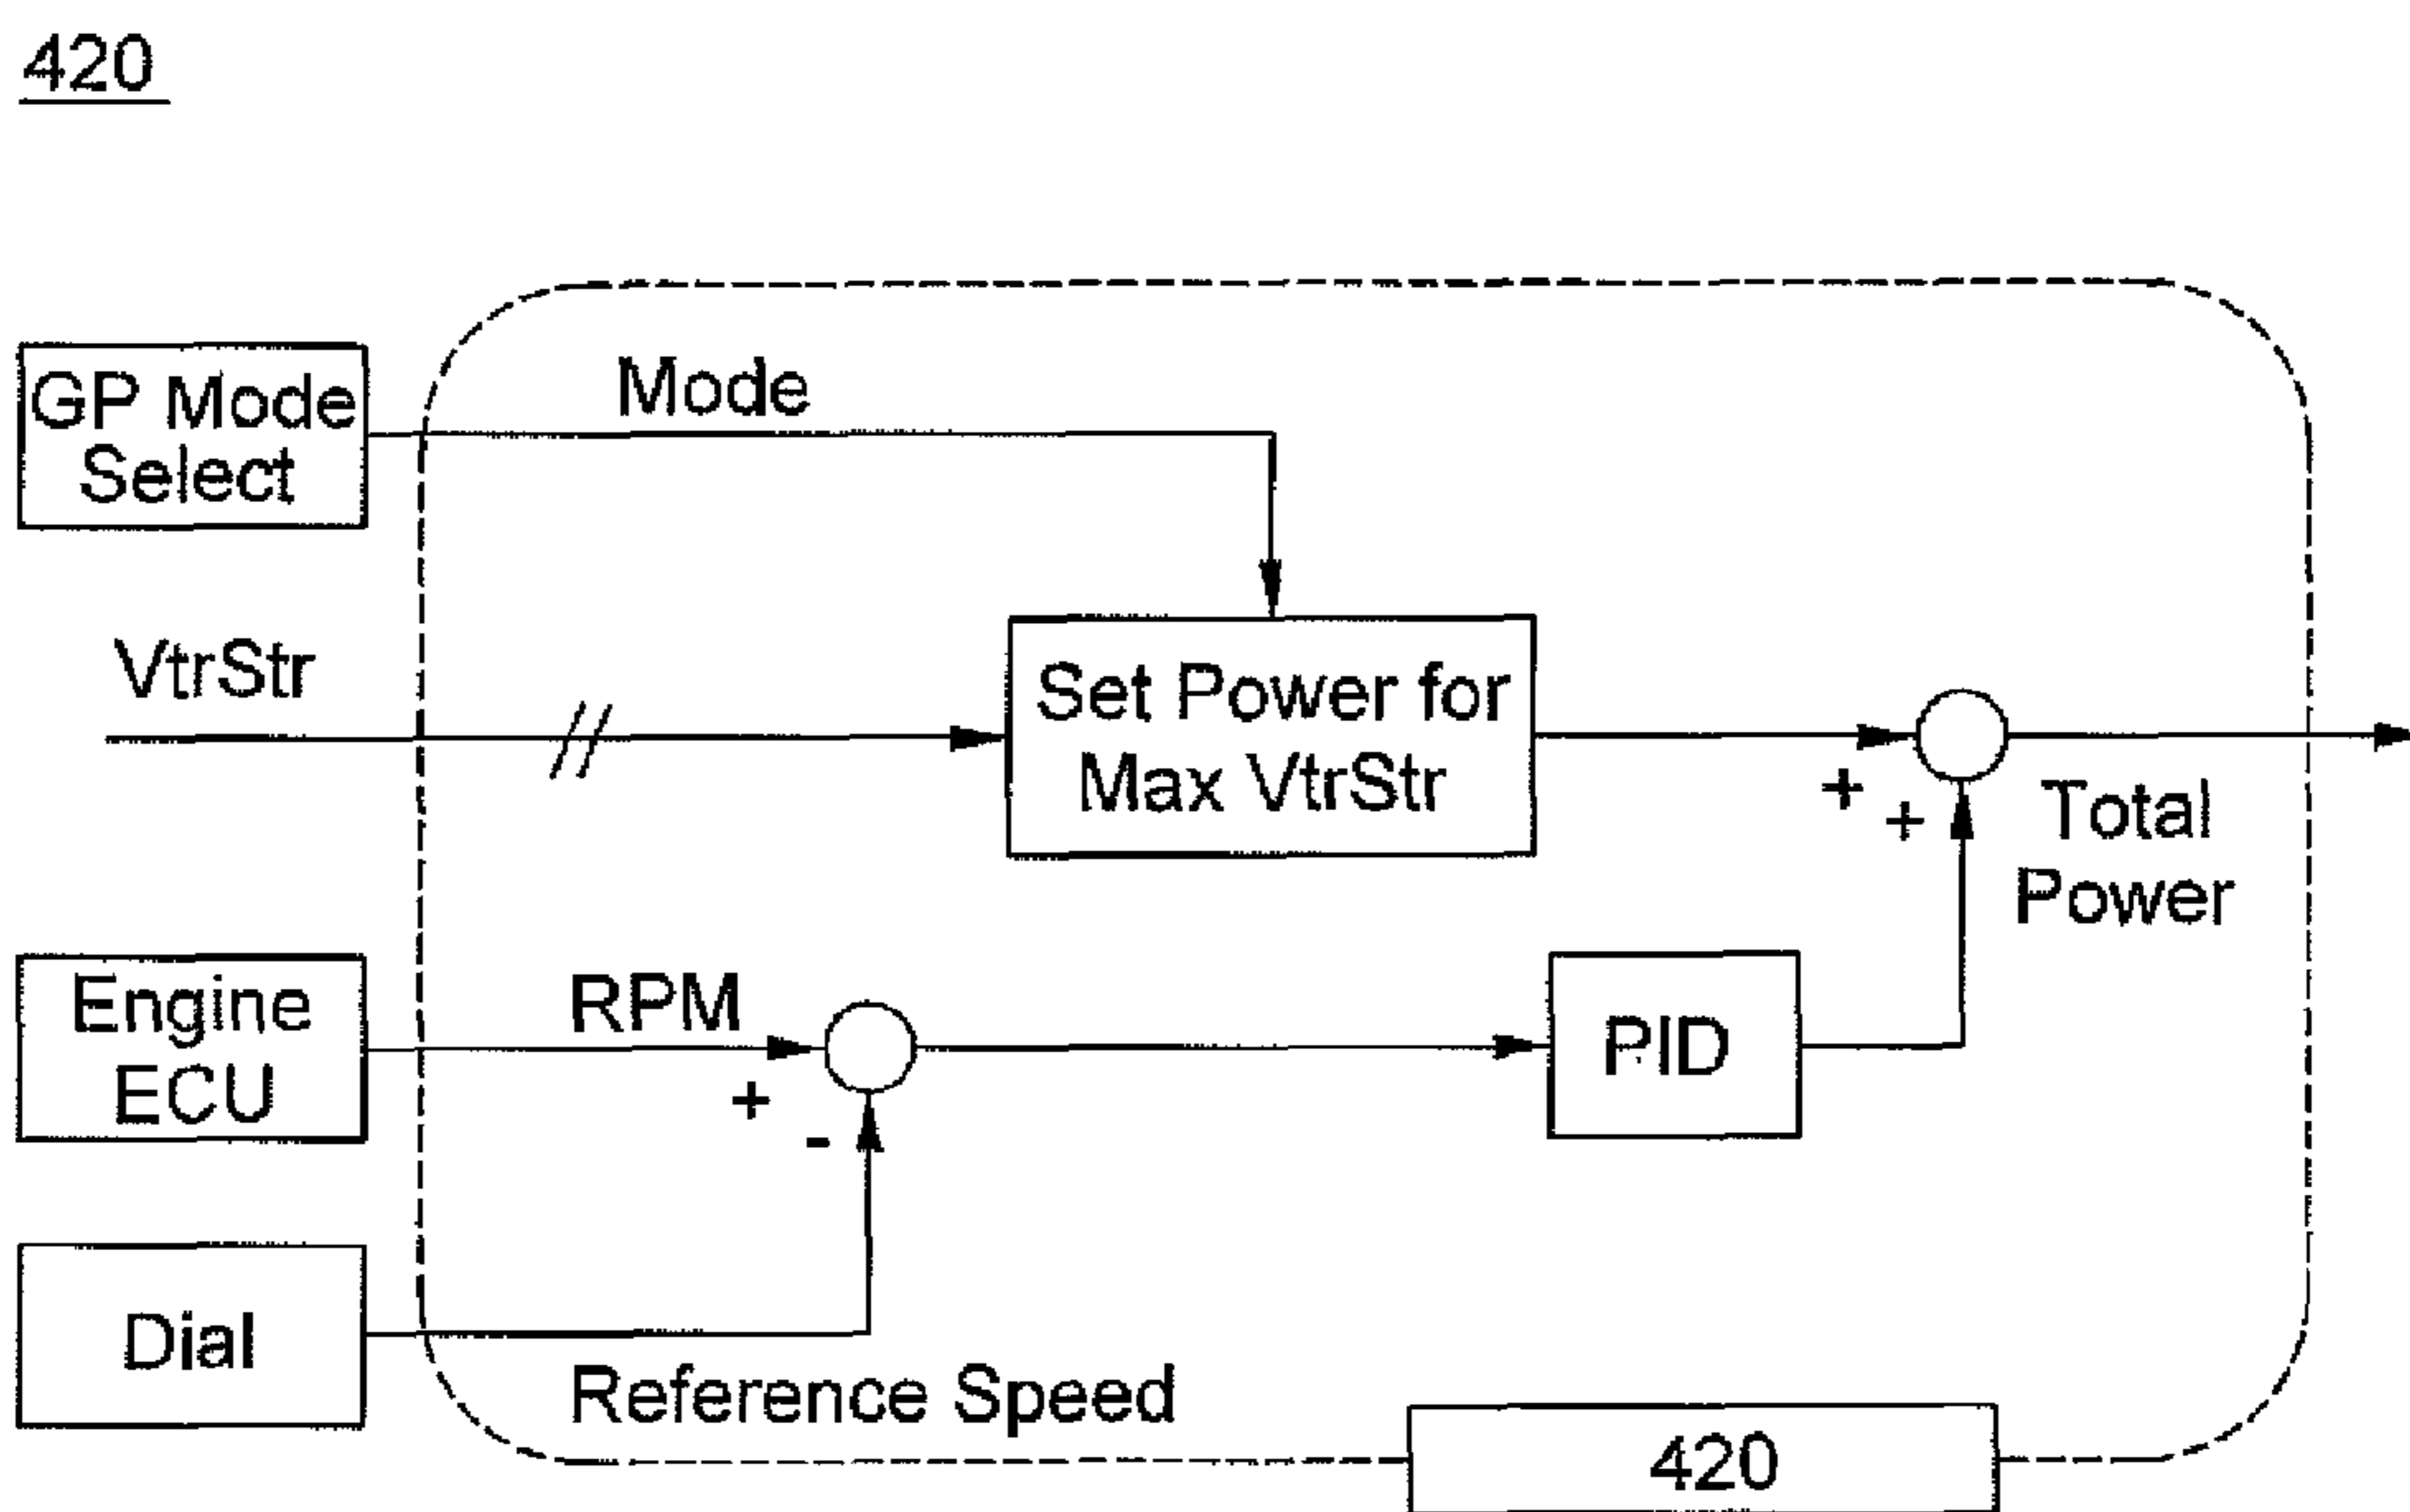 420
GP Mode
Select
Mode
VtrStr
Set Power for
Max VtrStr
+
+
Total
Power
Engine
ECU
RPM
+
-
PID
Dial
Reference Speed
420